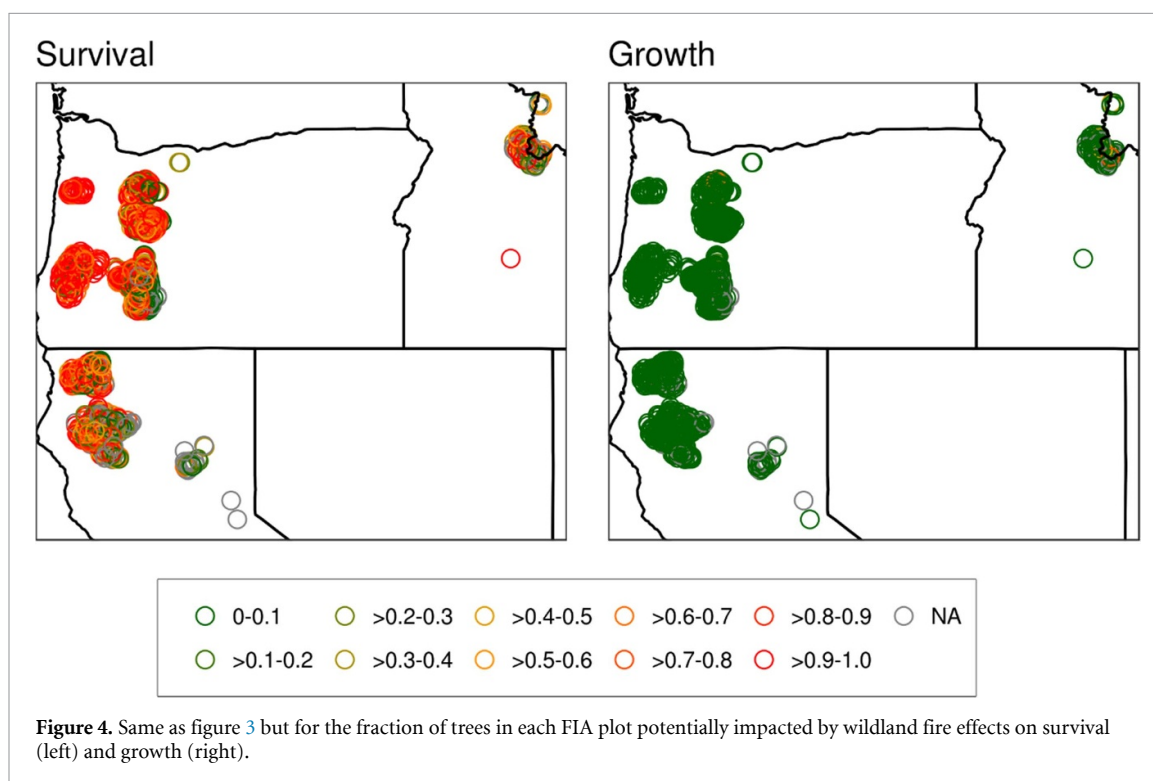 Survival
Growth
0-0.1
>0.2-0.3
>0.4-0.5
>0.6-0.7
>0.8-0.9
NA
>0.1-0.2
>0.3-0.4
>0.5-0.6
>0.7-0.8
>0.9-1.0
Figure 4. Same as figure 3 but for the fraction of trees in each FIA plot potentially impacted by wildland fire effects on survival
(left) and growth (right).